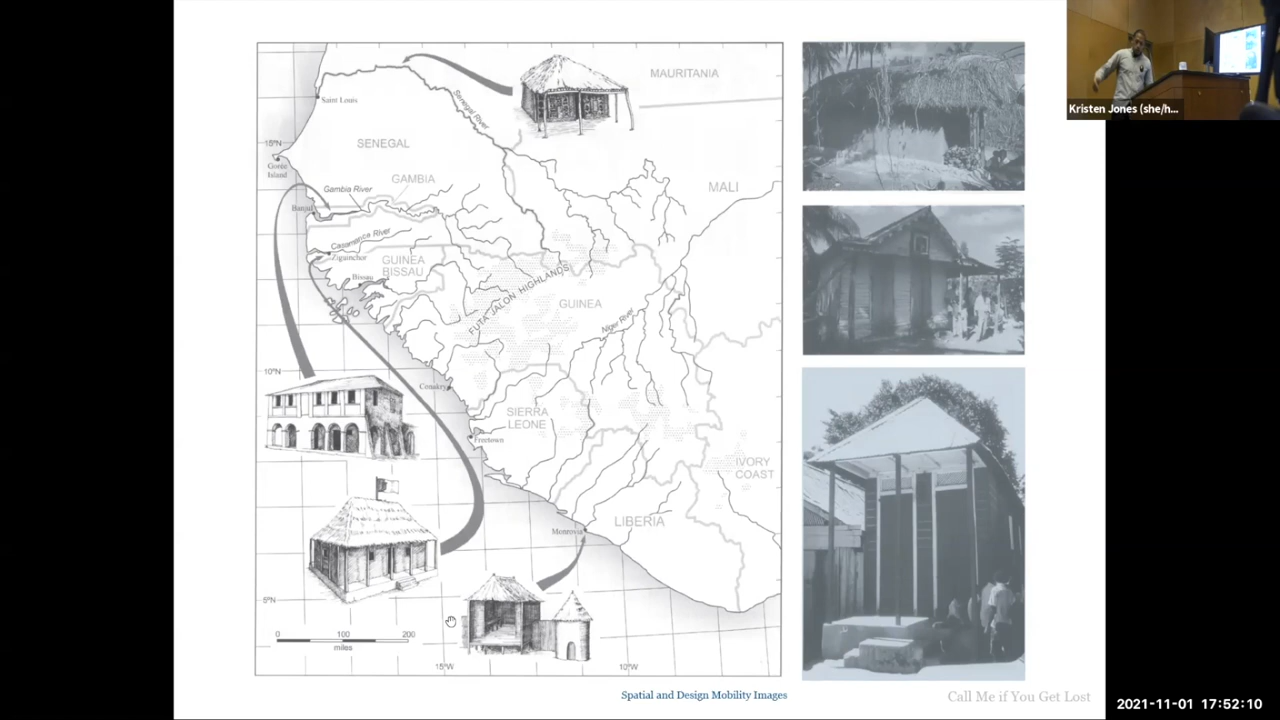 MAURITANIA
Saint Louis
Senegal River
SENEGAL
15°N
Gorée
Island
GAMBIA
Gambia River
MALI
Banjul
Casamance River
Ziguinchor
GUINEA
BISSAU
Bissau
FUTA JALON HIGHLANDS
GUINEA
Niger River
10°N
Conakry
SIERRA
LEONE
Freetown
IVORY
COAST
LIBERIA
Monrovia
5°N
0 100 200
miles
15°W
10°W
Spatial and Design Mobility Images
Call Me if You Get Lost
Kristen Jones (she/h...
2021-11-01 17:52:10